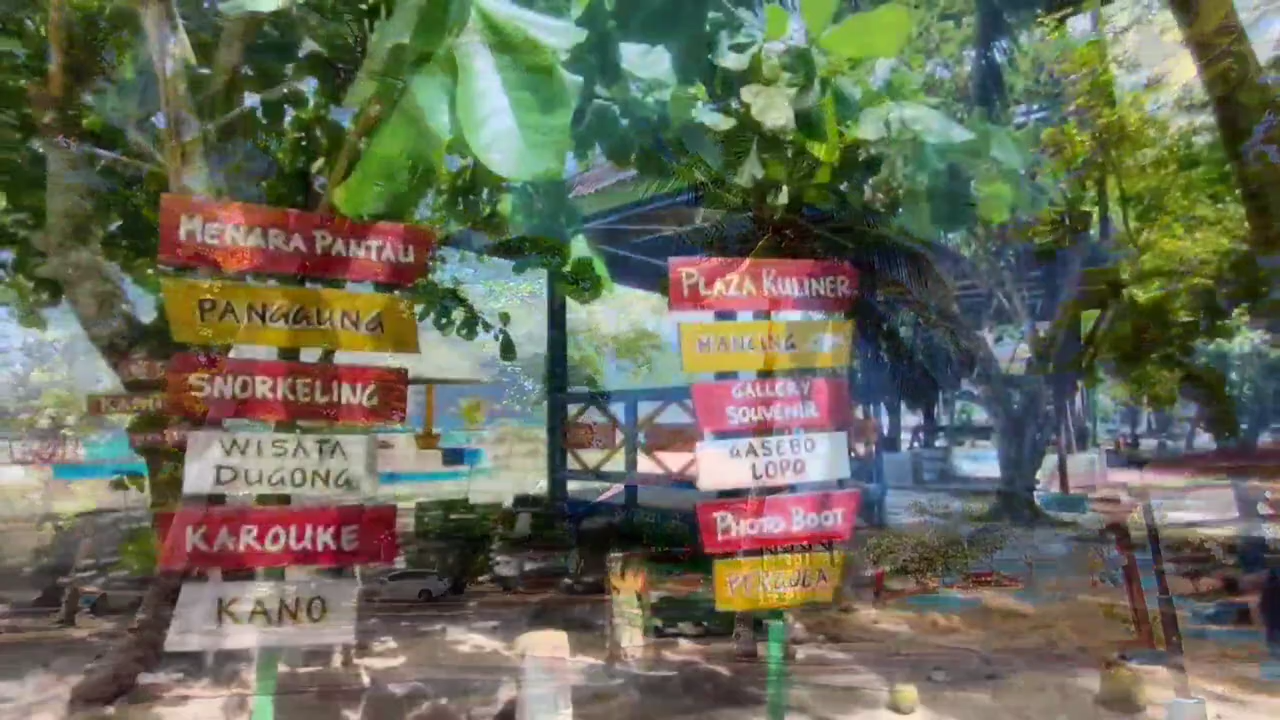 MENARA PANTAU
PANGGUNG
SNORKELING
WISATA
DUGONG
KAROUKE
KANO
PLAZA KULINER
MANCING
GALLERY
SOUVENIR
GASEBO
LOPO
PHOTO BOOT
PERGOLA